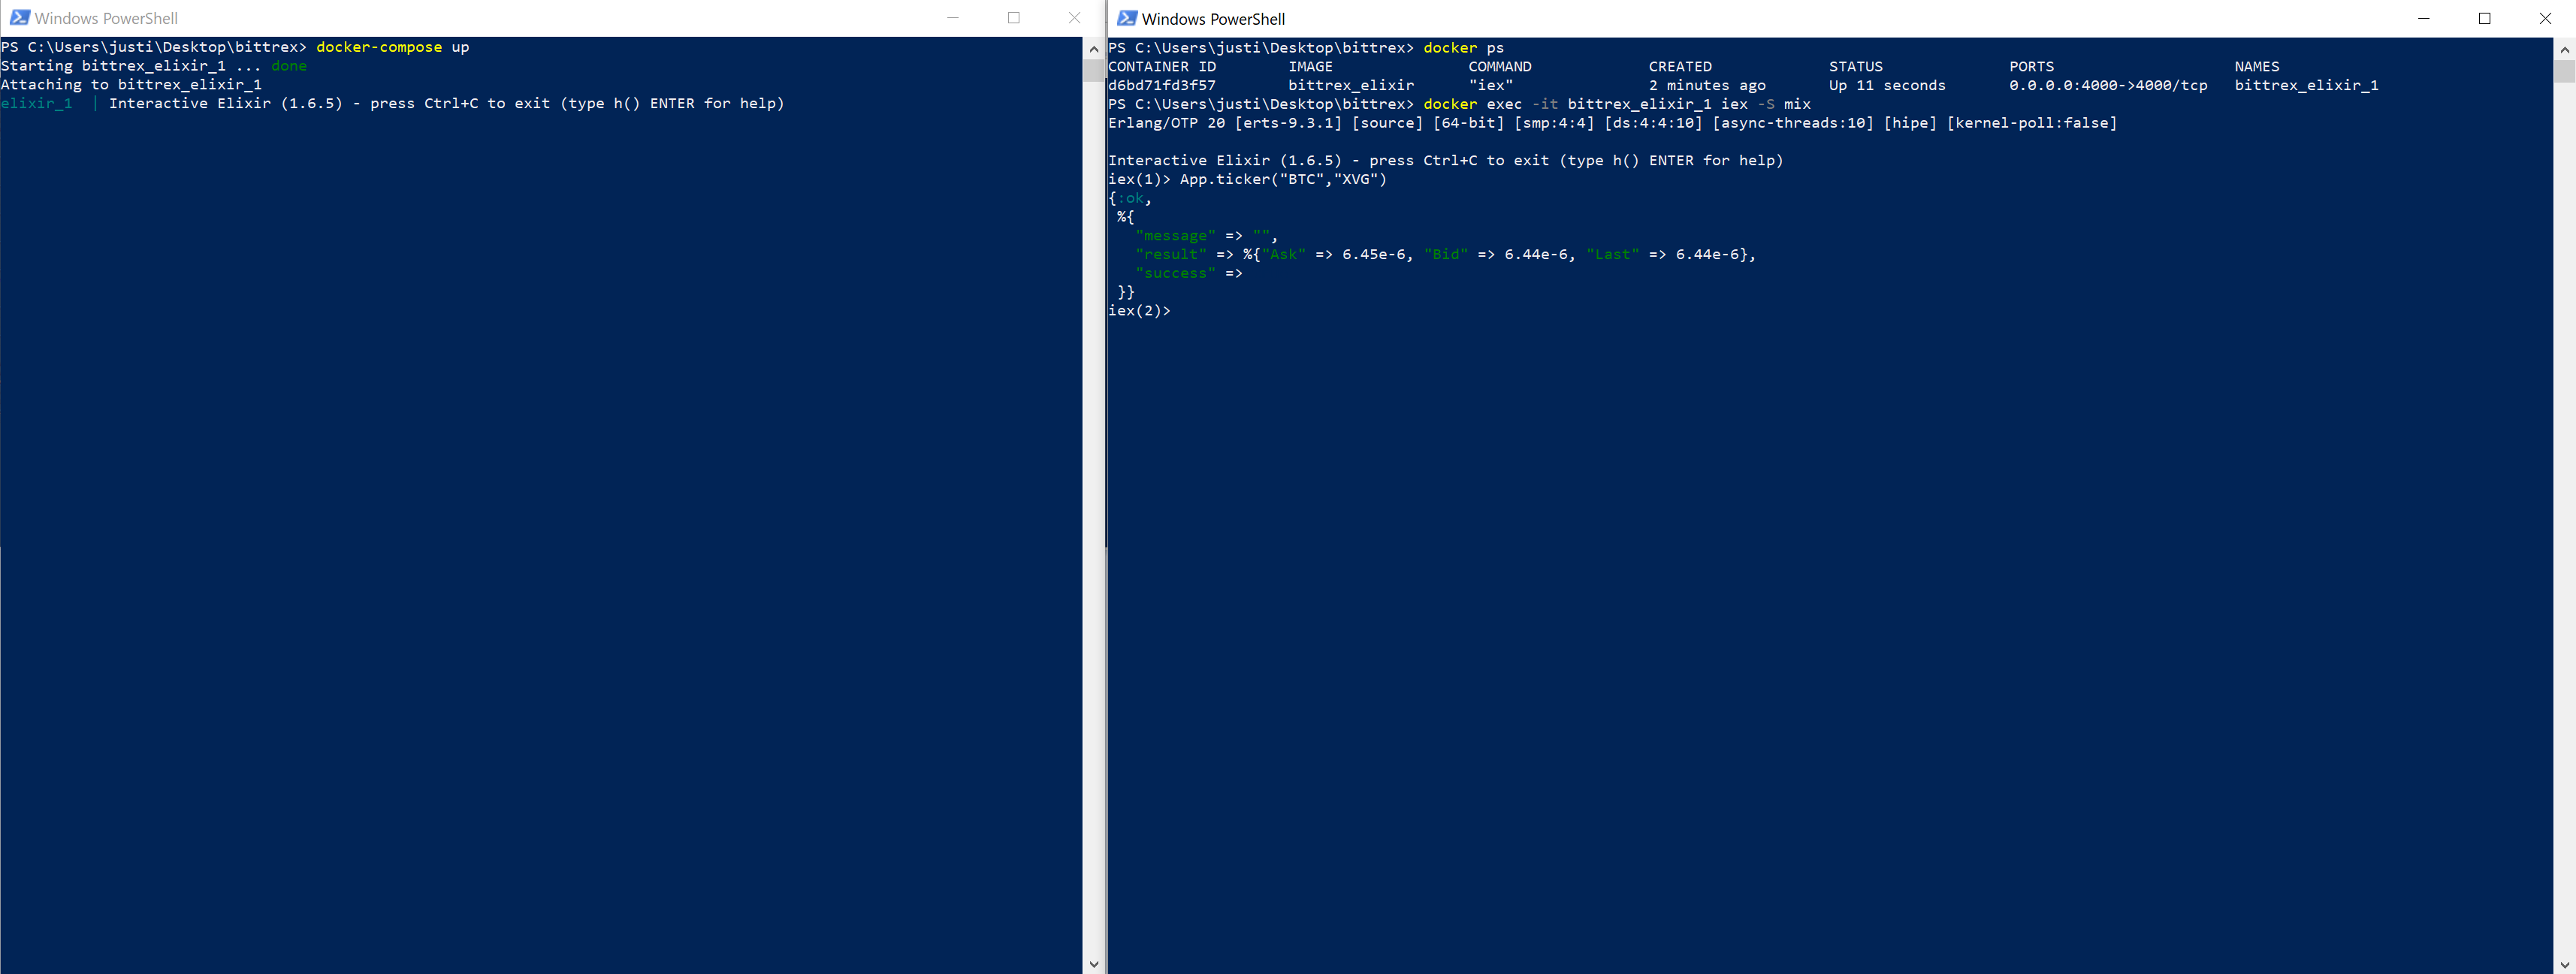 Windows PowerShell
PS C:\Users\justi\Desktop\bittrex> docker-compose up
Starting bittrex_elixir_1 ... done
Attaching to bittrex_elixir_1
elixir_1  | Interactive Elixir (1.6.5) - press Ctrl+C to exit (type h() ENTER for help)
Windows PowerShell
PS C:\Users\justi\Desktop\bittrex> docker ps
CONTAINER ID        IMAGE               COMMAND             CREATED             STATUS              PORTS                    NAMES
d6bd71fd3f57        bittrex_elixir      "iex"               2 minutes ago       Up 11 seconds       0.0.0.0:4000->4000/tcp   bittrex_elixir_1
PS C:\Users\justi\Desktop\bittrex> docker exec -it bittrex_elixir_1 iex -S mix
Erlang/OTP 20 [erts-9.3.1] [source] [64-bit] [smp:4:4] [ds:4:4:10] [async-threads:10] [hipe] [kernel-poll:false]
Interactive Elixir (1.6.5) - press Ctrl+C to exit (type h() ENTER for help)
iex(1)> App.ticker("BTC","XVG")
{:ok,
 %{
   "message" => "",
   "result" => %{"Ask" => 6.45e-6, "Bid" => 6.44e-6, "Last" => 6.44e-6},
   "success" =>
 }}
iex(2)>